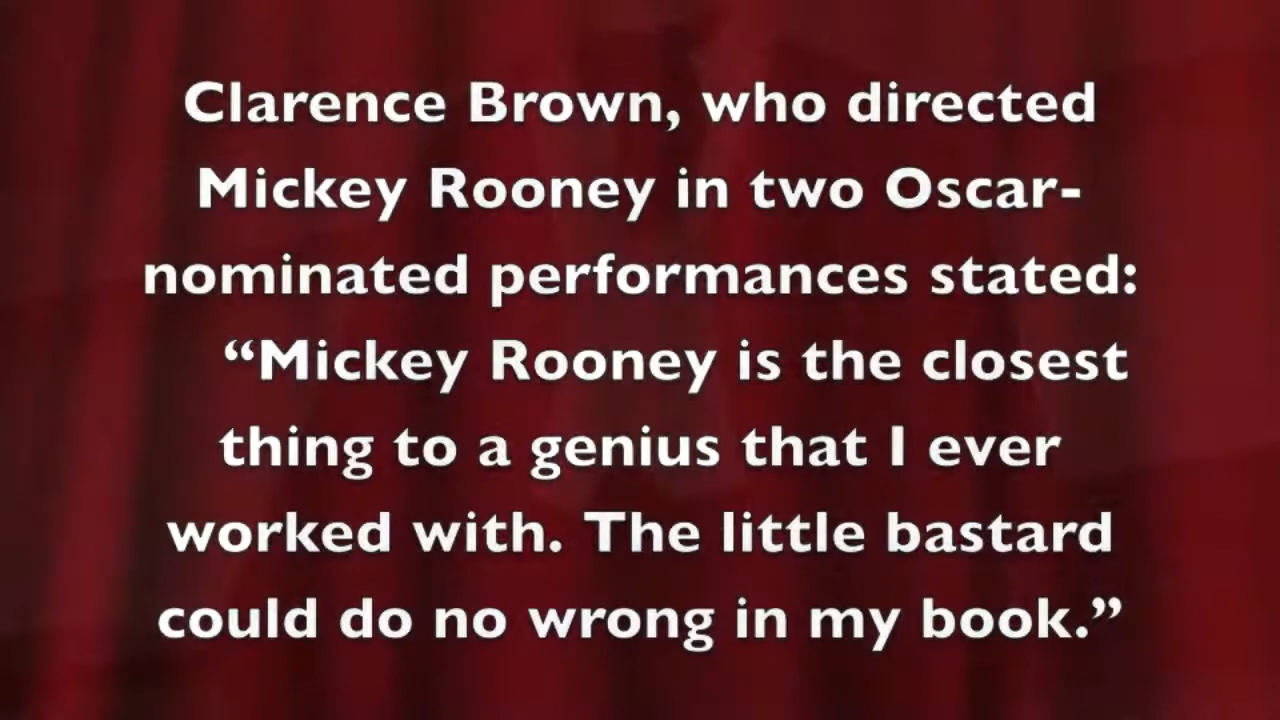 Clarence Brown, who directed
Mickey Rooney in two Oscar-
nominated performances stated:
“Mickey Rooney is the closest
thing to a genius that I ever
worked with. The little bastard
could do no wrong in my book.”